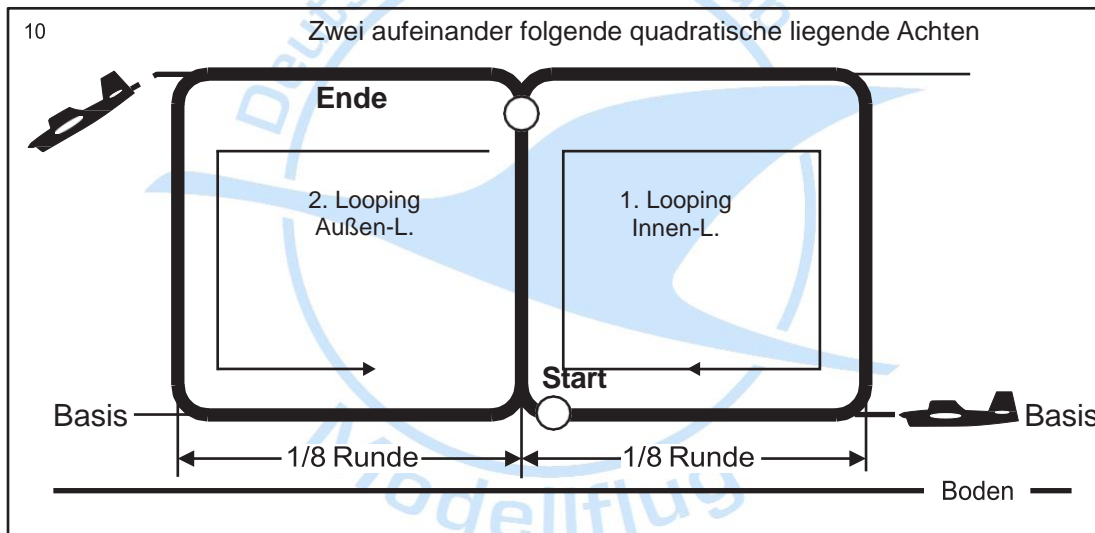 10
Zwei aufeinander folgende quadratische liegende Achten
Ende
2. Looping
Außen-L.
1. Looping
Innen-L.
Start
Basis
Basis
1/8 Runde
1/8 Runde
Boden
Modellflug